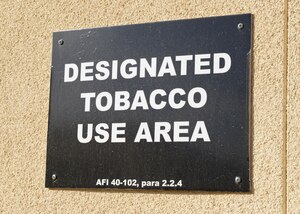 DESIGNATED
TOBACCO
USE AREA
AFI 40-102, para 2.2.4